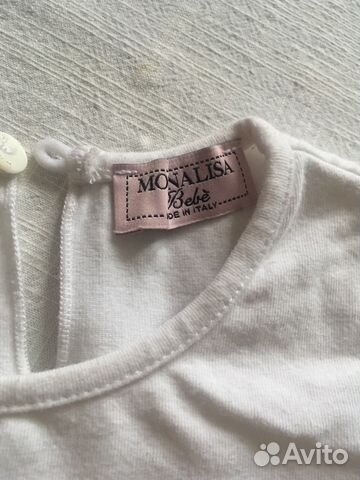 MONALISA
Bebè
DE IN ITALY
Avito